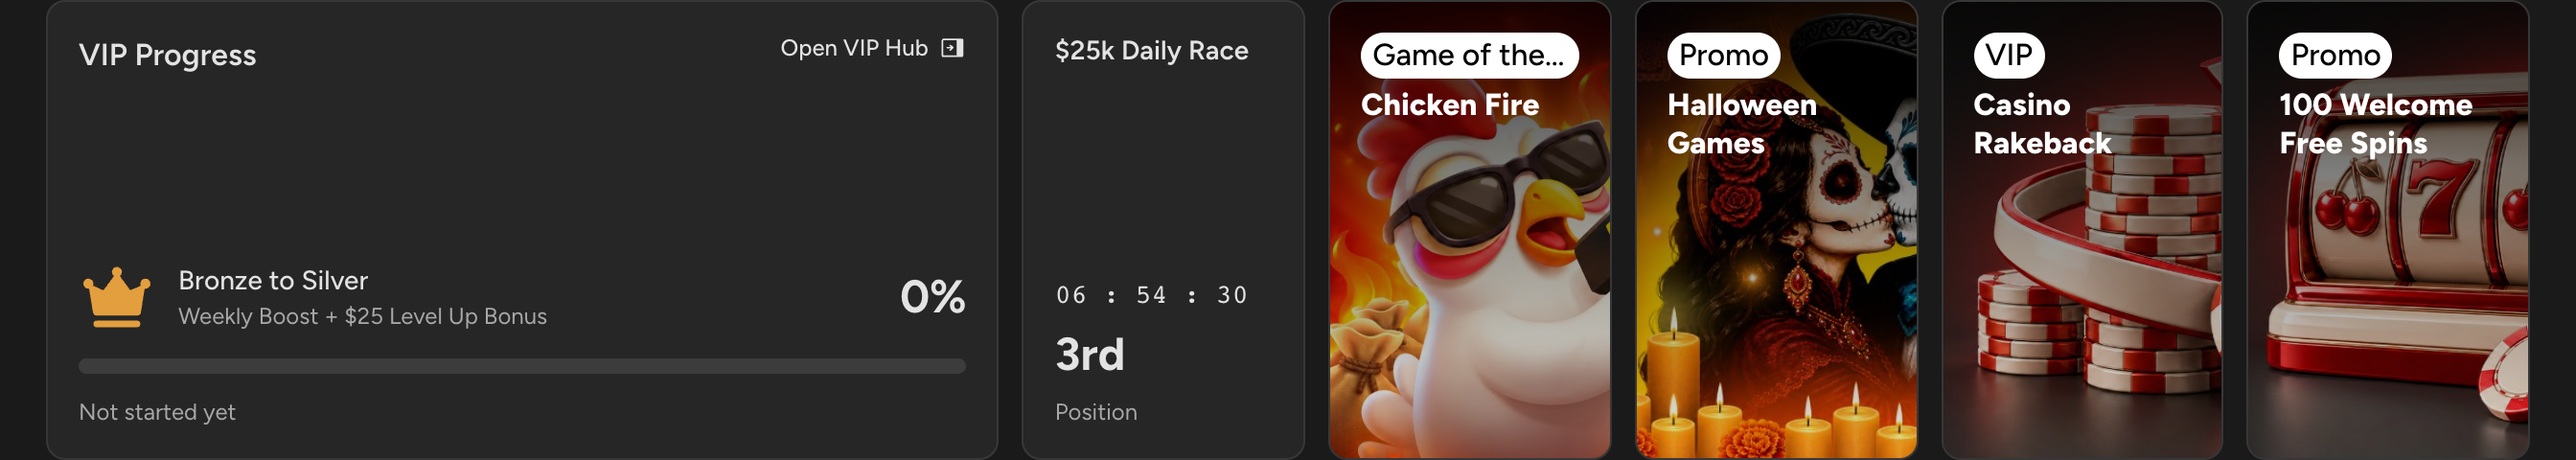 VIP Progress
Open VIP Hub
Bronze to Silver
Weekly Boost + $25 Level Up Bonus
0%
Not started yet
$25k Daily Race
06 : 54 : 30
3rd
Position
Game of the...
Chicken Fire
Promo
Halloween
Games
VIP
Casino
Rakeback
Promo
100 Welcome
Free Spins
7